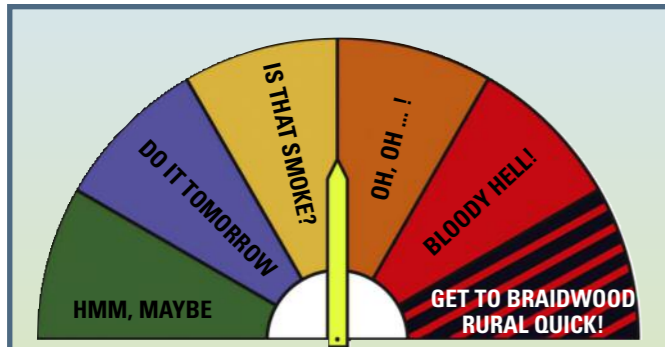 HMM, MAYBE
DO IT TOMORROW
IS THAT SMOKE?
OH, OH ... !
BLOODY HELL!
GET TO BRAIDWOOD
RURAL QUICK!